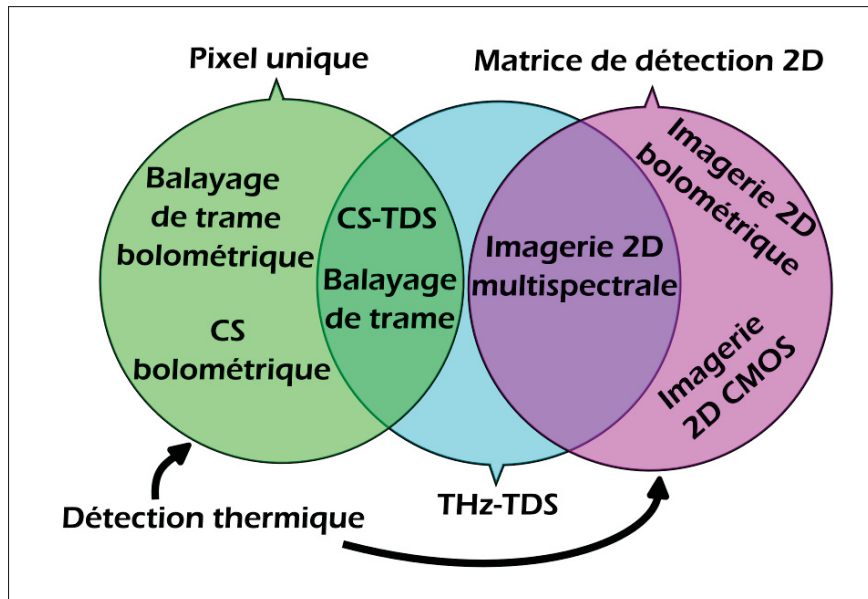 Pixel unique
Matrice de détection 2D
Balayage
de trame
bolométrique
CS
bolométrique
CS-TDS
Balayage
de trame
Imagerie 2D
multispectrale
Imagerie 2D
bolométrique
Imagerie
2D CMOS
THz-TDS
Détection thermique